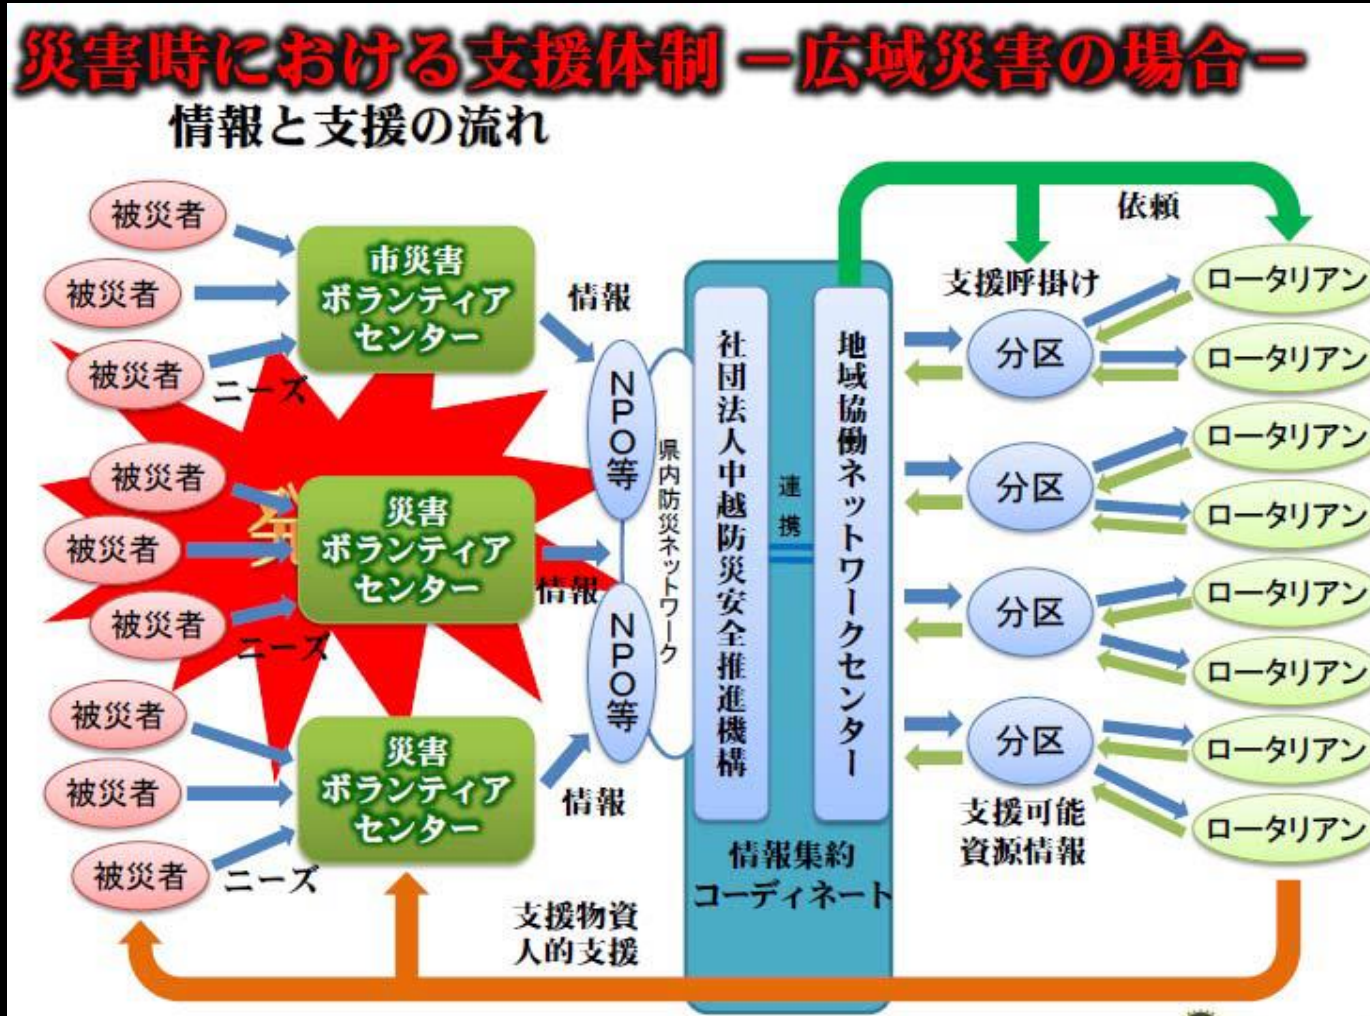 災害時における支援体制 －広域災害の場合－
情報と支援の流れ
被災者
被災者
被災者
ニーズ
市災害
ボランティア
センター
情報
被災者
被災者
被災者
ニーズ
災害
ボランティア
センター
情報
被災者
被災者
被災者
ニーズ
災害
ボランティア
センター
情報
NPO等
NPO等
県内防災ネットワーク
社団法人中越防災安全推進機構
連携
地域協働ネットワークセンター
情報集約
コーディネート
依頼
支援呼掛け
分区
分区
分区
分区
支援可能
資源情報
ロータリアン
ロータリアン
ロータリアン
ロータリアン
ロータリアン
ロータリアン
ロータリアン
ロータリアン
支援物資
人的支援